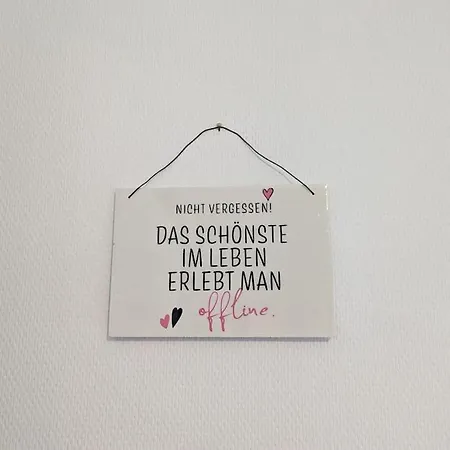 NICHT VERGESSEN!
DAS SCHÖNSTE
IM LEBEN
ERLEBT MAN
offline.